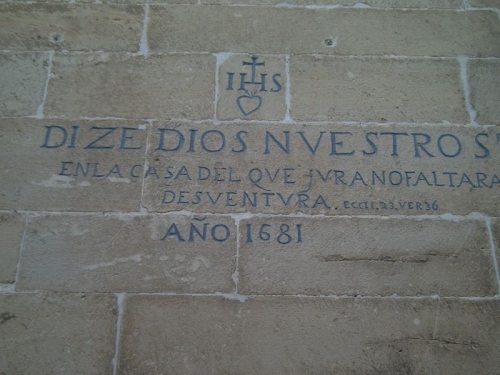 IHS
DIZE DIOS NVESTRO Sr
EN LA CASA DEL QVE JVRA NO FALTARA
DESVENTVRA. ECCLI, 23, VER 36
AÑO 1681